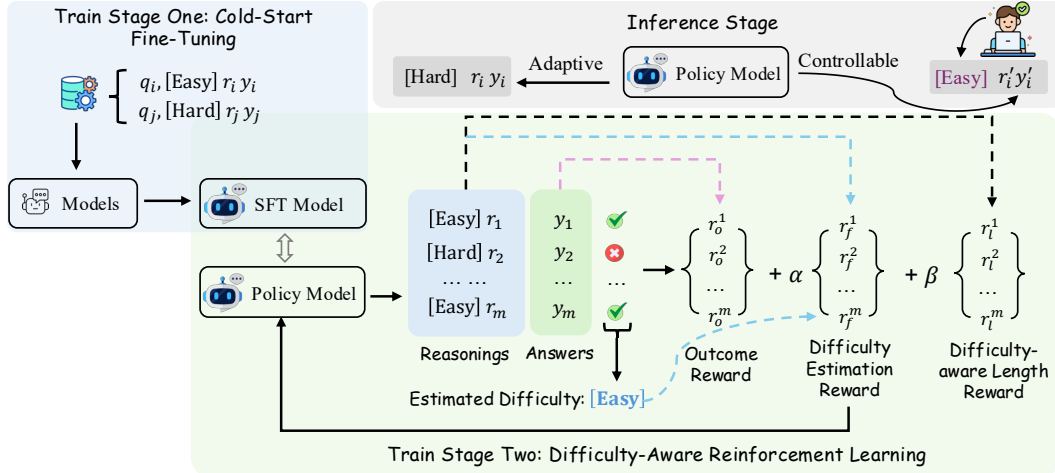 Train Stage One: Cold-Start
Fine-Tuning
q_i, [Easy] r_i y_i
q_j, [Hard] r_j y_j
Models
SFT Model
Policy Model
Inference Stage
[Hard] r_i y_i
Adaptive
Policy Model
Controllable
[Easy] r'_i y'_i
[Easy] r_1
[Hard] r_2
... ...
[Easy] r_m
Reasonings
y_1
y_2
...
y_m
Answers
...
r_o^1
r_o^2
...
r_o^m
Outcome
Reward
+ α
r_f^1
r_f^2
...
r_f^m
Difficulty
Estimation
Reward
+ β
r_l^1
r_l^2
...
r_l^m
Difficulty-
aware Length
Reward
Estimated Difficulty: [Easy]
Train Stage Two: Difficulty-Aware Reinforcement Learning